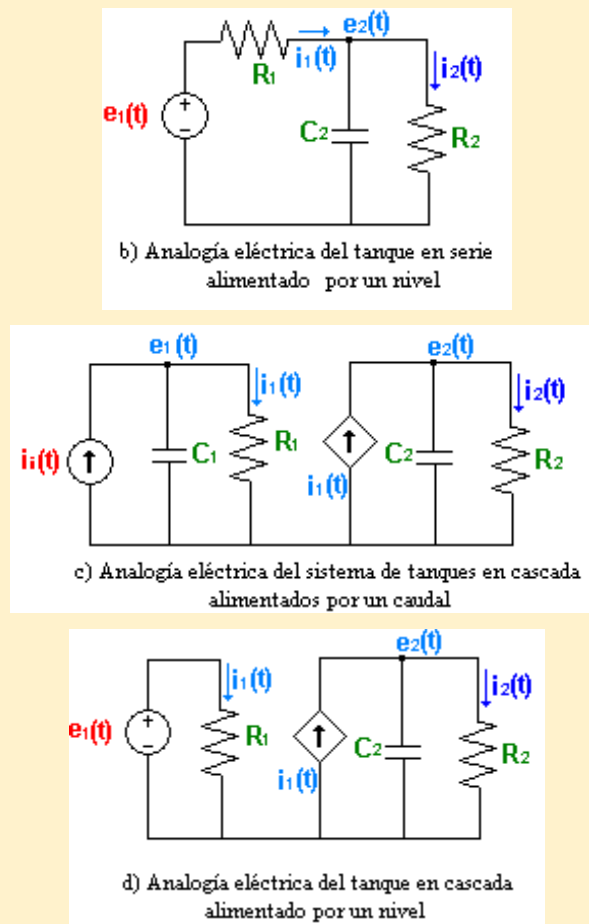 e2(t)
i1(t)
i2(t)
R1
e1(t)
+
−
C2
R2
b) Analogía eléctrica del tanque en serie
alimentado por un nivel
e1(t)
e2(t)
i1(t)
i2(t)
ii(t)
C1
R1
C2
R2
i1(t)
c) Analogía eléctrica del sistema de tanques en cascada
alimentados por un caudal
e2(t)
i1(t)
i2(t)
e1(t)
+
−
R1
C2
R2
i1(t)
d) Analogía eléctrica del tanque en cascada
alimentado por un nivel